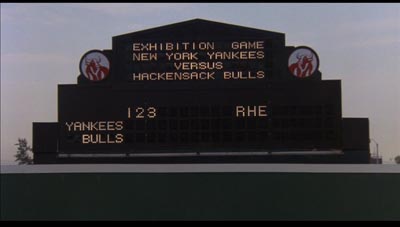 EXHIBITION GAME
NEW YORK YANKEES
VERSUS
HACKENSACK BULLS
123 RHE
YANKEES
BULLS